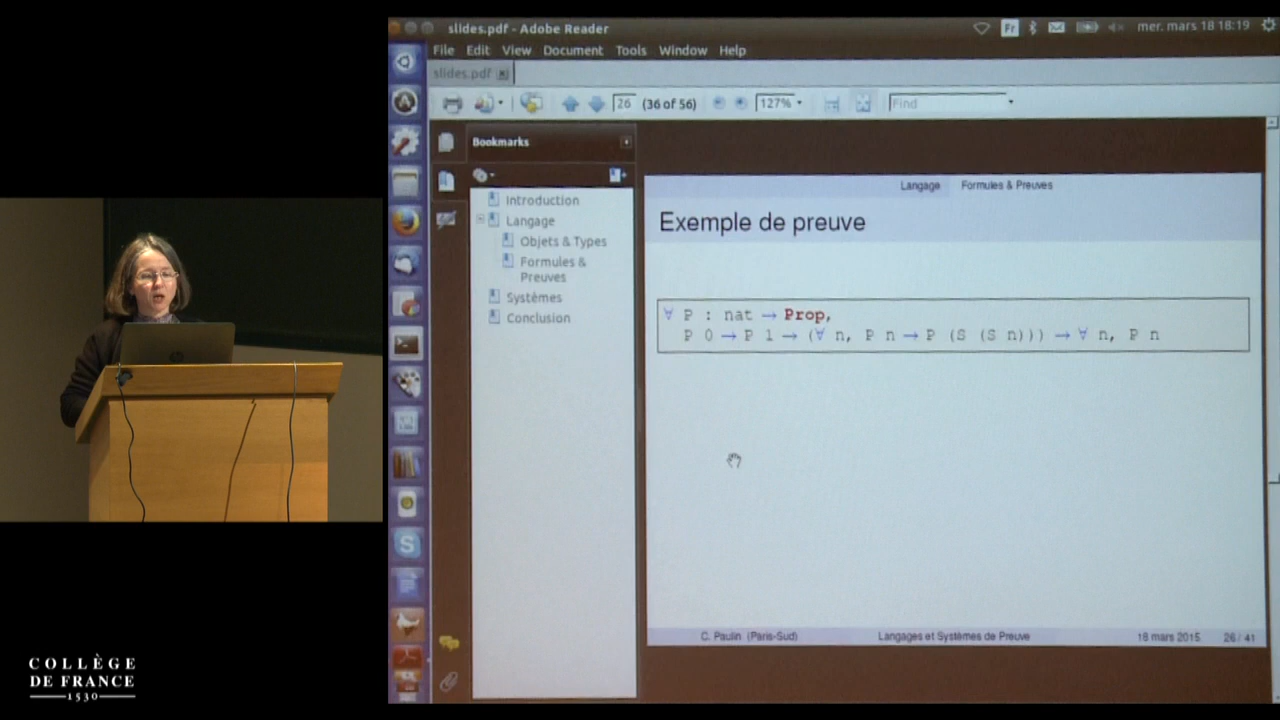 slides.pdf - Adobe Reader
Fr
mer. mars 18 18:19
File Edit View Document Tools Window Help
slides.pdf
26 (36 of 56) 127% Find
Bookmarks
Introduction
Langage
Objets & Types
Formules &
Preuves
Systèmes
Conclusion
Langage Formules & Preuves
Exemple de preuve
∀ P : nat → Prop,
P 0 → P 1 → (∀ n, P n → P (S (S n))) → ∀ n, P n
C. Paulin (Paris-Sud) Langages et Systèmes de Preuve 18 mars 2015 26 / 41
hp
COLLÈGE
DE FRANCE
1530